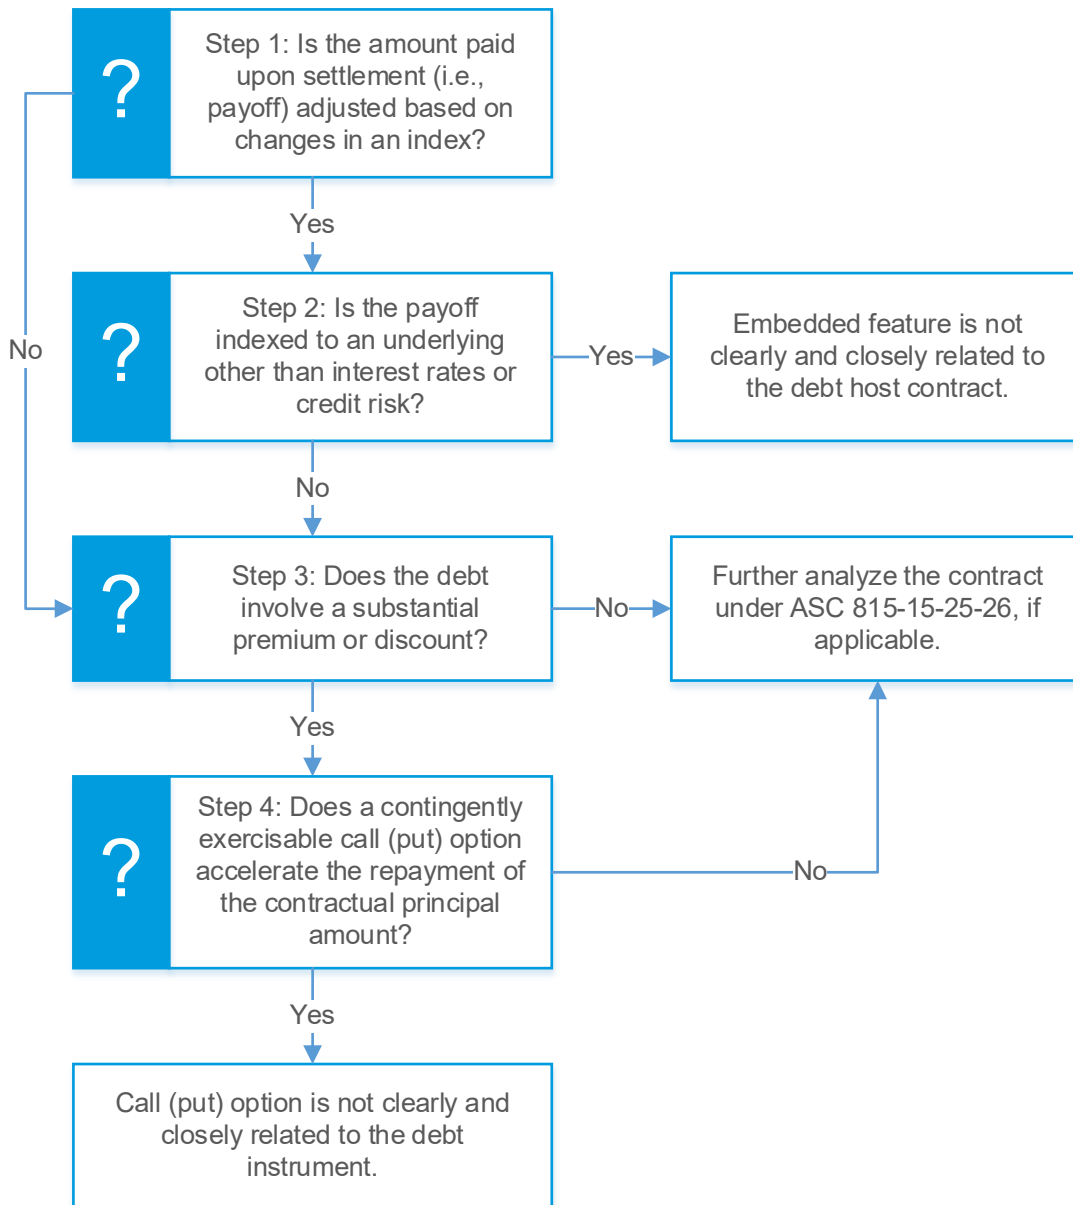 ?
Step 1: Is the amount paid
upon settlement (i.e.,
payoff) adjusted based on
changes in an index?
Yes
No
?
Step 2: Is the payoff
indexed to an underlying
other than interest rates or
credit risk?
Yes
Embedded feature is not
clearly and closely related to
the debt host contract.
No
?
Step 3: Does the debt
involve a substantial
premium or discount?
No
Further analyze the contract
under ASC 815-15-25-26, if
applicable.
Yes
?
Step 4: Does a contingently
exercisable call (put) option
accelerate the repayment of
the contractual principal
amount?
No
Yes
Call (put) option is not clearly and
closely related to the debt
instrument.